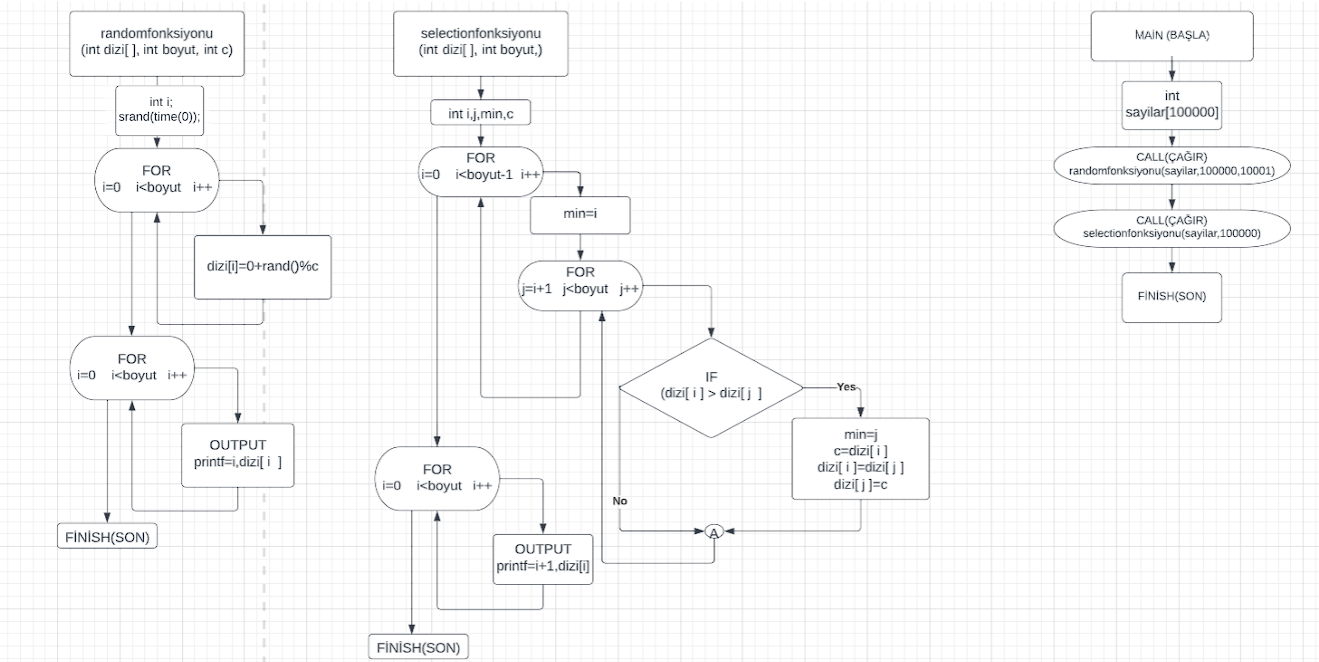 randomfonksiyonu
(int dizi[ ], int boyut, int c)
int i;
srand(time(0));
FOR
i=0 i<boyut i++
dizi[i]=0+rand()%c
FOR
i=0 i<boyut i++
OUTPUT
printf=i,dizi[ i ]
FİNİSH(SON)
selectionfonksiyonu
(int dizi[ ], int boyut,)
int i,j,min,c
FOR
i=0 i<boyut-1 i++
min=i
FOR
j=i+1 j<boyut j++
IF
(dizi[ i ] > dizi[ j ]
Yes
min=j
c=dizi[ i ]
dizi[ i ]=dizi[ j ]
dizi[ j ]=c
No
A
FOR
i=0 i<boyut i++
OUTPUT
printf=i+1,dizi[i]
FİNİSH(SON)
MAİN (BAŞLA)
int
sayilar[100000]
CALL(ÇAĞIR)
randomfonksiyonu(sayilar,100000,10001)
CALL(ÇAĞIR)
selectionfonksiyonu(sayilar,100000)
FİNİSH(SON)